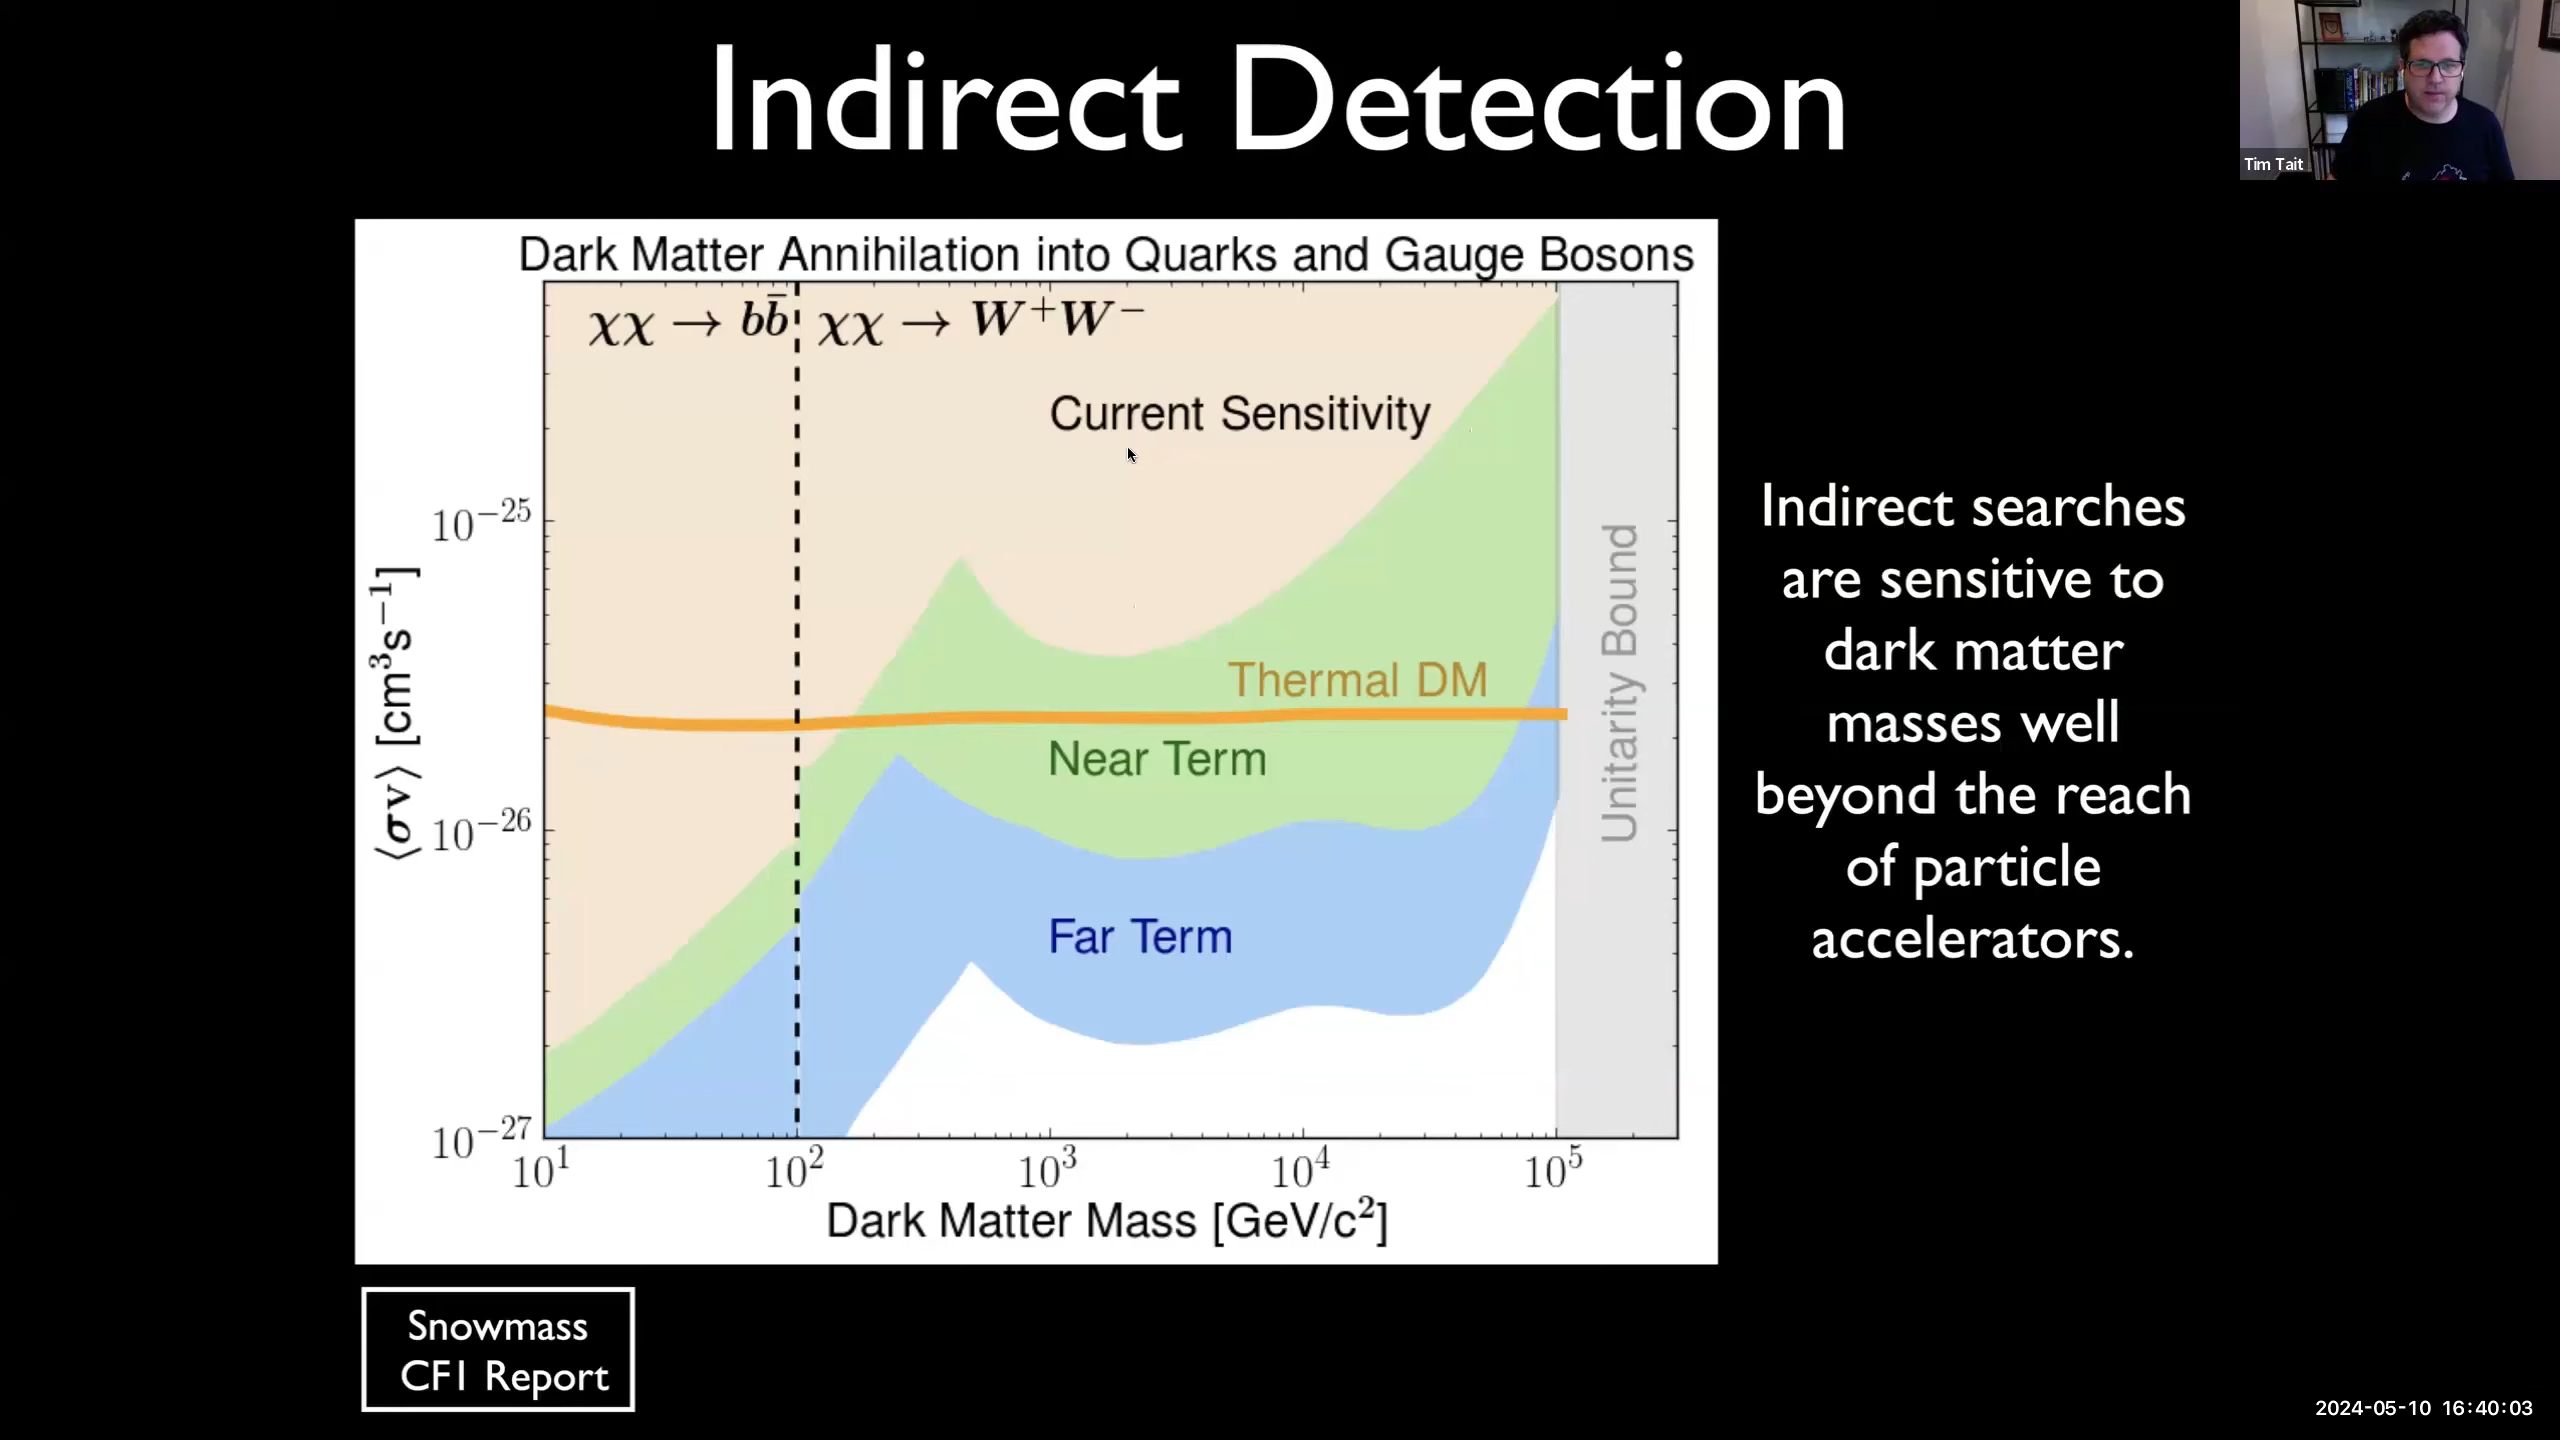 Indirect Detection
Tim Tait
Dark Matter Annihilation into Quarks and Gauge Bosons
χχ → bb̄
χχ → W⁺W⁻
Current Sensitivity
Thermal DM
Near Term
Far Term
Unitarity Bound
⟨σv⟩ [cm³s⁻¹]
10⁻²⁵
10⁻²⁶
10⁻²⁷
10¹
10²
10³
10⁴
10⁵
Dark Matter Mass [GeV/c²]
Indirect searches
are sensitive to
dark matter
masses well
beyond the reach
of particle
accelerators.
Snowmass
CF1 Report
2024-05-10 16:40:03